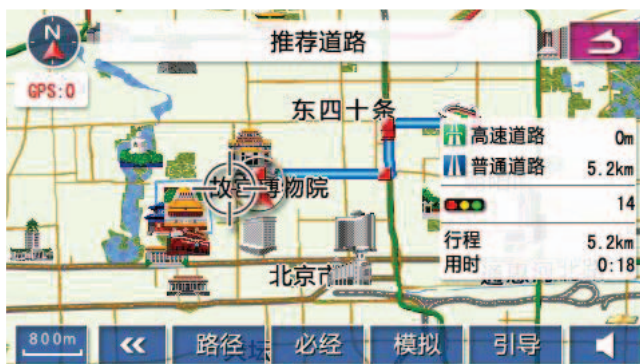 N
推荐道路
GPS:0
东四十条
高速道路 0m
普通道路 5.2km
故宫博物院
14
行程 5.2km
用时 0:18
北京市
800m
路径
必经
模拟
引导